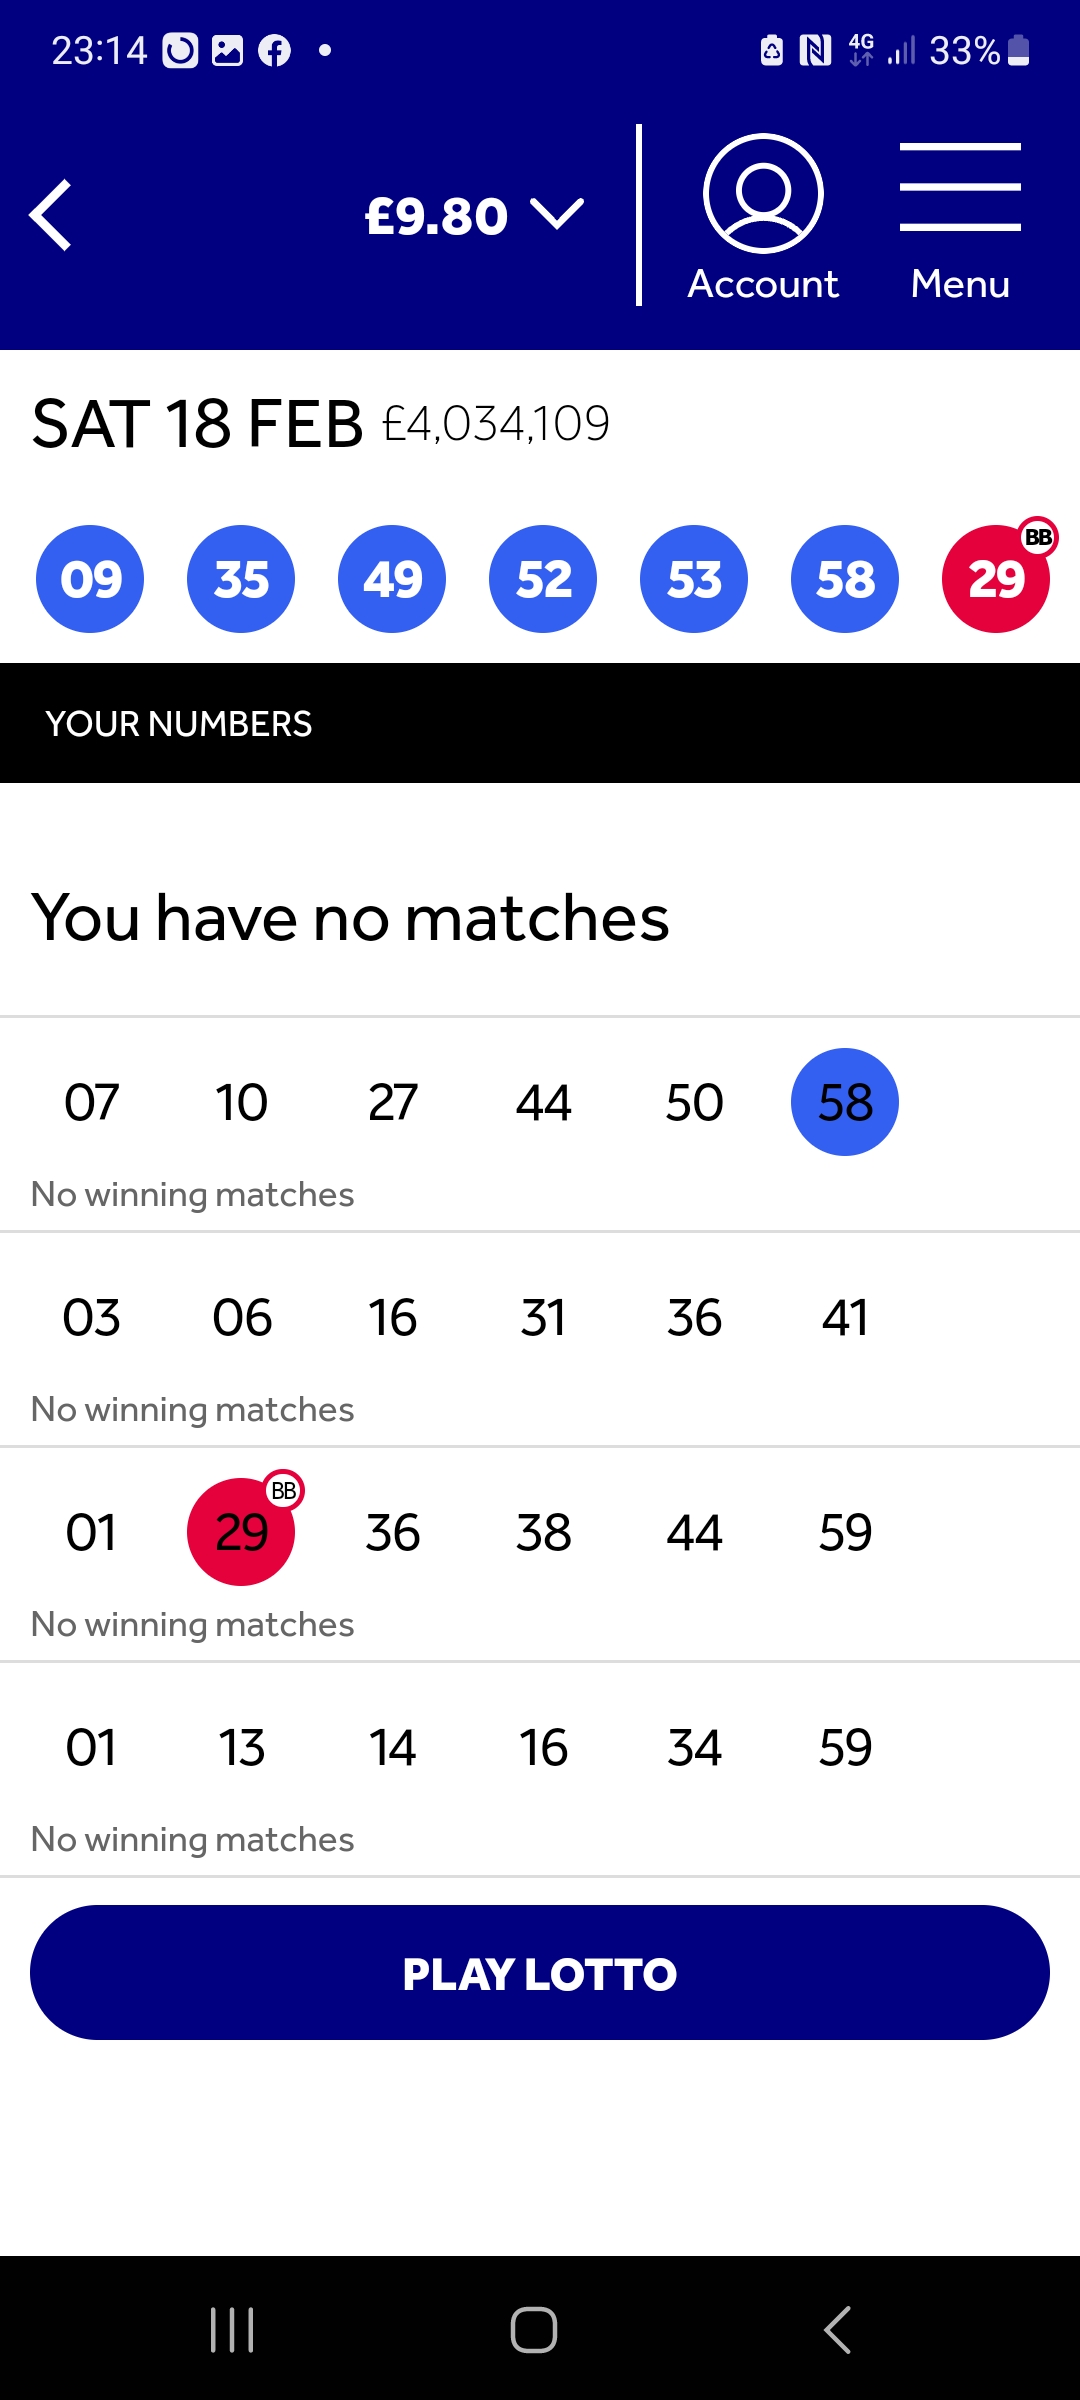 23:14 4G 33%
£9.80
Account Menu
SAT 18 FEB £4,034,109
BB
09 35 49 52 53 58 29
YOUR NUMBERS
You have no matches
07 10 27 44 50 58
No winning matches
03 06 16 31 36 41
No winning matches
BB
01 29 36 38 44 59
No winning matches
01 13 14 16 34 59
No winning matches
PLAY LOTTO